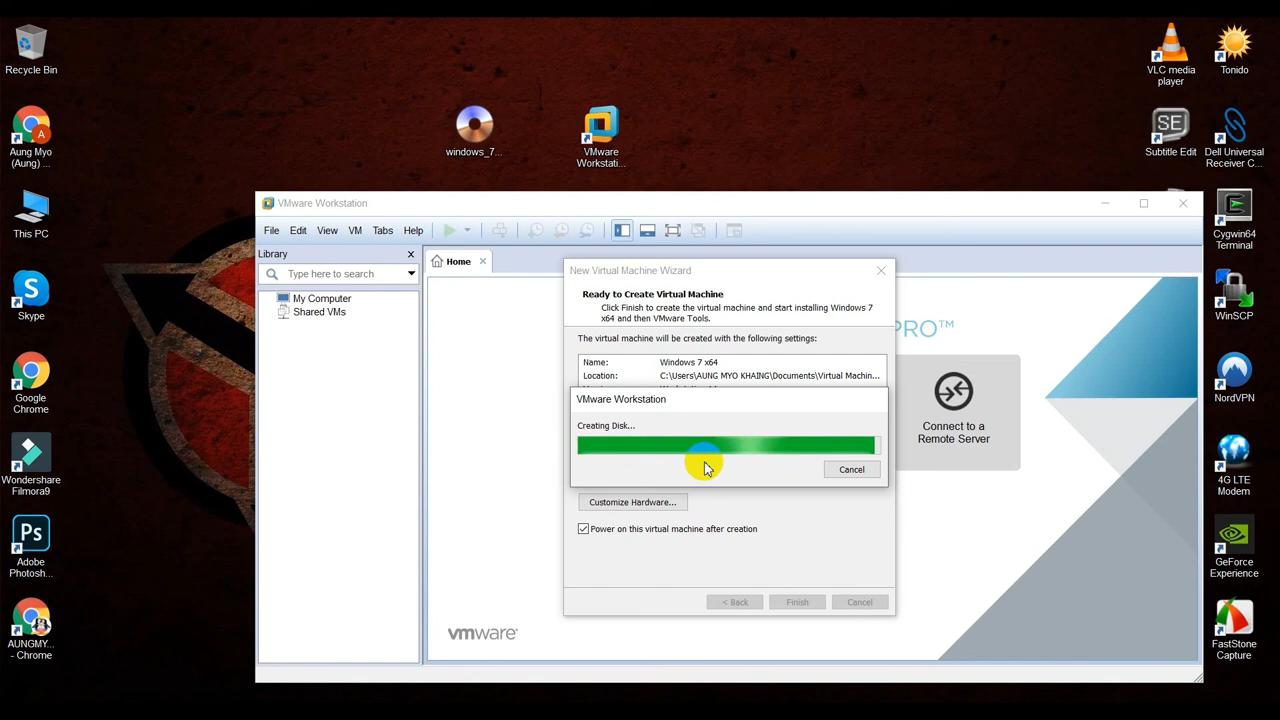 Recycle Bin
Aung Myo
(Aung) ...
This PC
Skype
Google
Chrome
Wondershare
Filmora9
Adobe
Photosh...
AUNGMY...
- Chrome
windows_7...
VMware
Workstati...
VLC media
player
Tonido
Subtitle Edit
Dell Universal
Receiver C...
Cygwin64
Terminal
WinSCP
NordVPN
4G LTE
Modem
GeForce
Experience
FastStone
Capture
VMware Workstation
File Edit View VM Tabs Help
Library
Type here to search
My Computer
Shared VMs
Home
PRO™
Connect to a
Remote Server
vmware®
New Virtual Machine Wizard
Ready to Create Virtual Machine
Click Finish to create the virtual machine and start installing Windows 7
x64 and then VMware Tools.
The virtual machine will be created with the following settings:
Name: Windows 7 x64
Location: C:\Users\AUNG MYO KHAING\Documents\Virtual Machin...
VMware Workstation
Creating Disk...
Cancel
Customize Hardware...
Power on this virtual machine after creation
< Back Finish Cancel